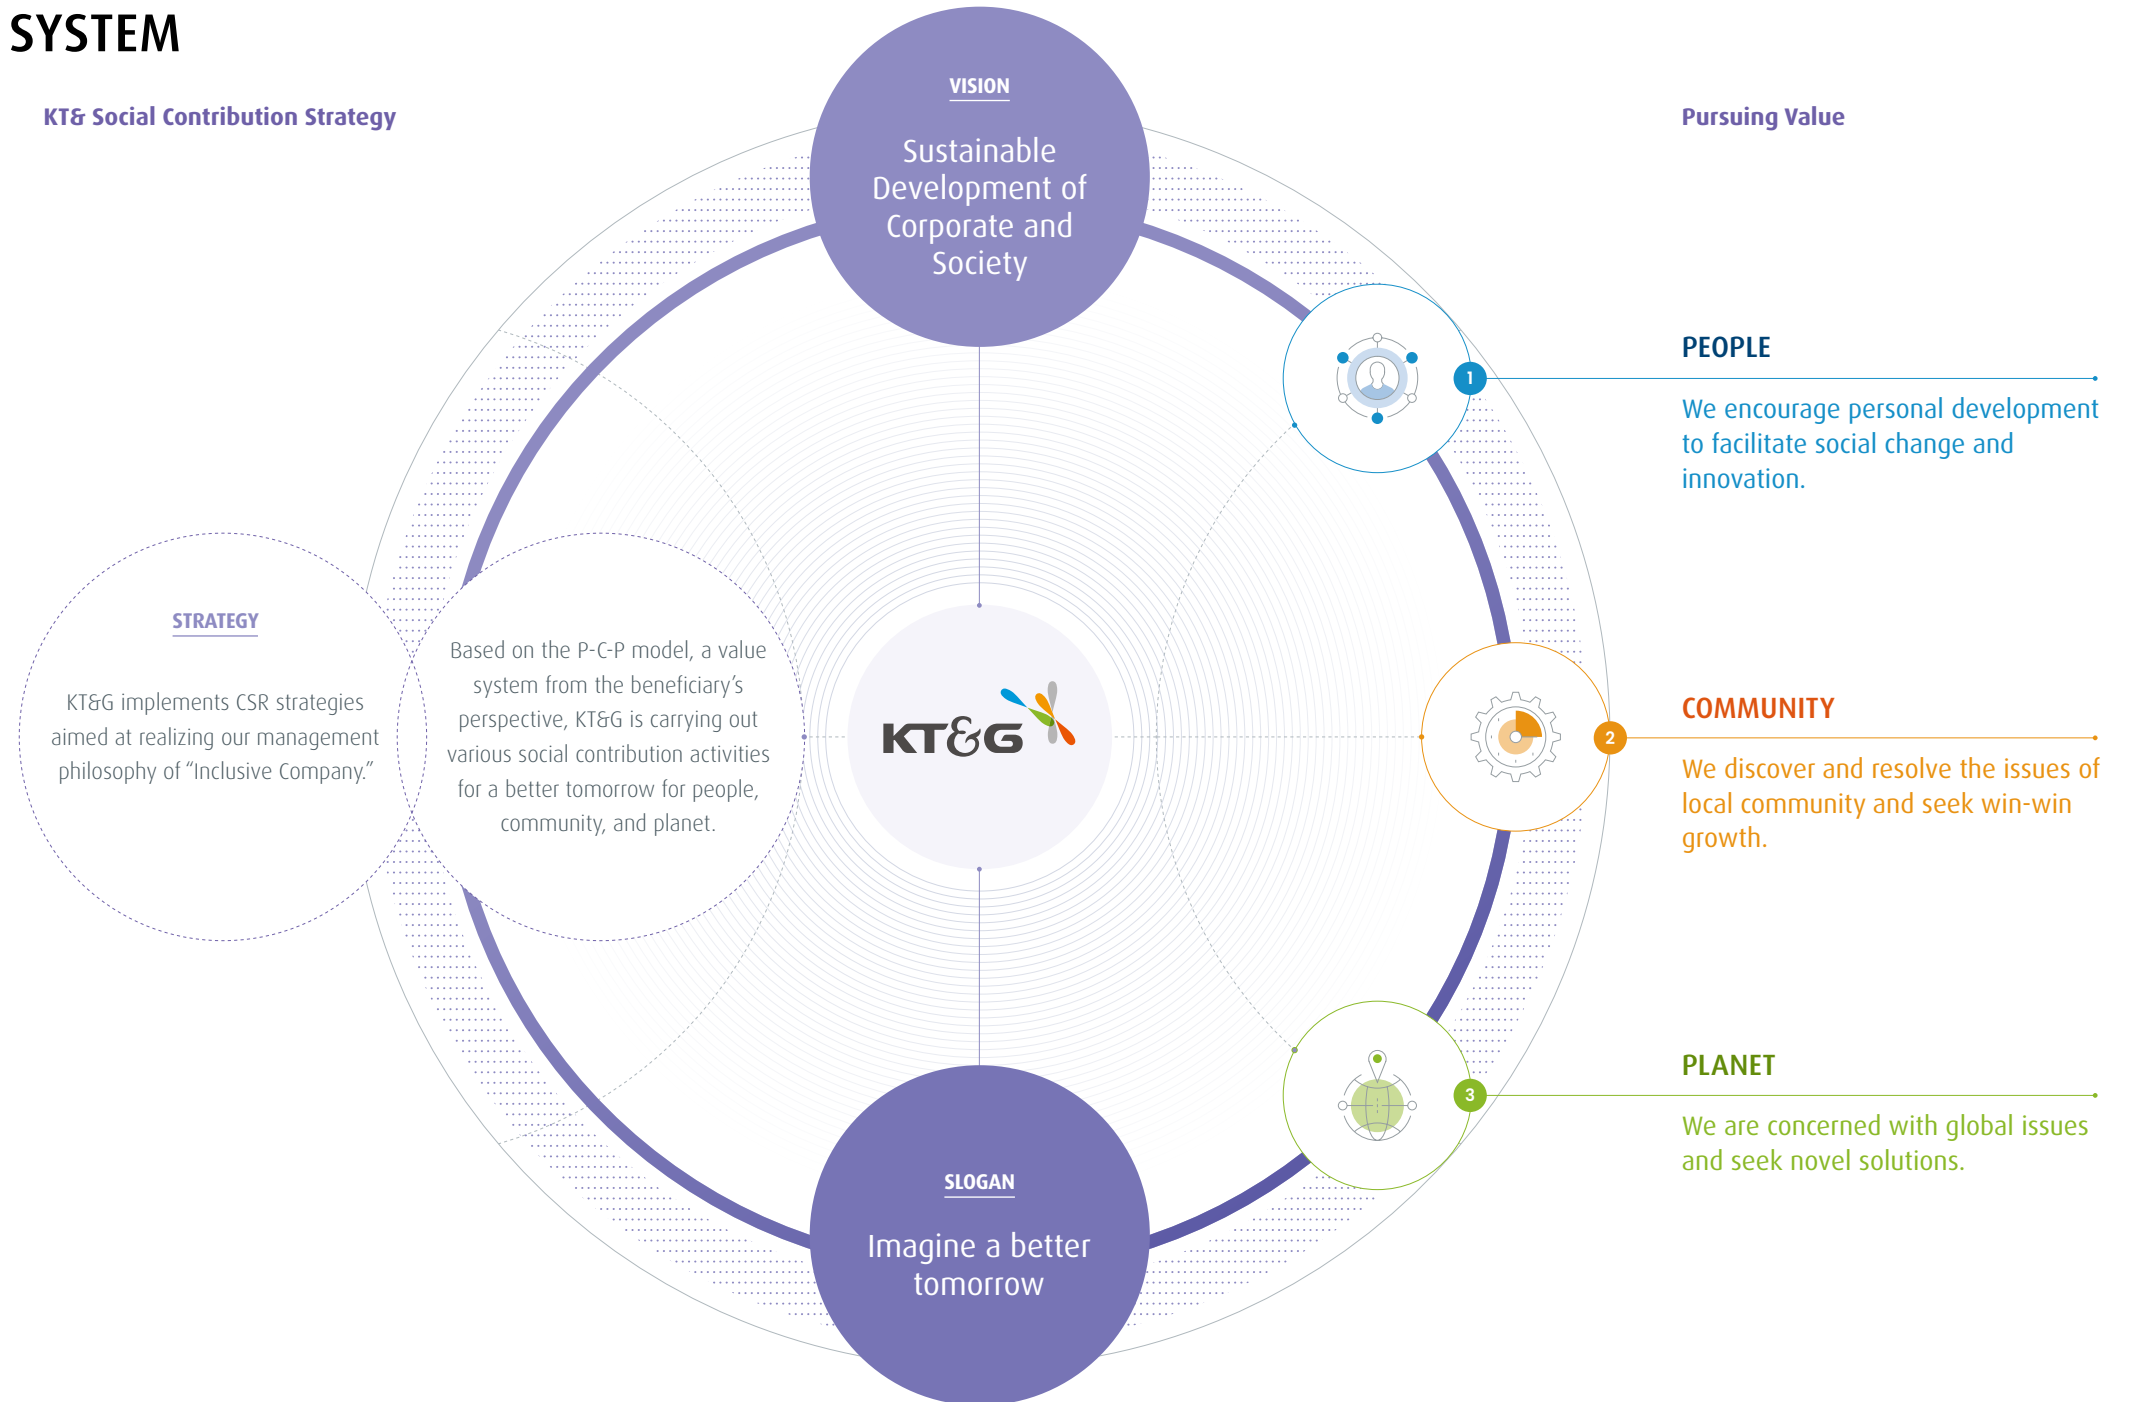 SYSTEM
KT& Social Contribution Strategy
Pursuing Value
VISION
Sustainable
Development of
Corporate and
Society
STRATEGY
KT&G implements CSR strategies
aimed at realizing our management
philosophy of “Inclusive Company.”
Based on the P-C-P model, a value
system from the beneficiary’s
perspective, KT&G is carrying out
various social contribution activities
for a better tomorrow for people,
community, and planet.
KT&G
SLOGAN
Imagine a better
tomorrow
1
PEOPLE
We encourage personal development
to facilitate social change and
innovation.
2
COMMUNITY
We discover and resolve the issues of
local community and seek win-win
growth.
3
PLANET
We are concerned with global issues
and seek novel solutions.